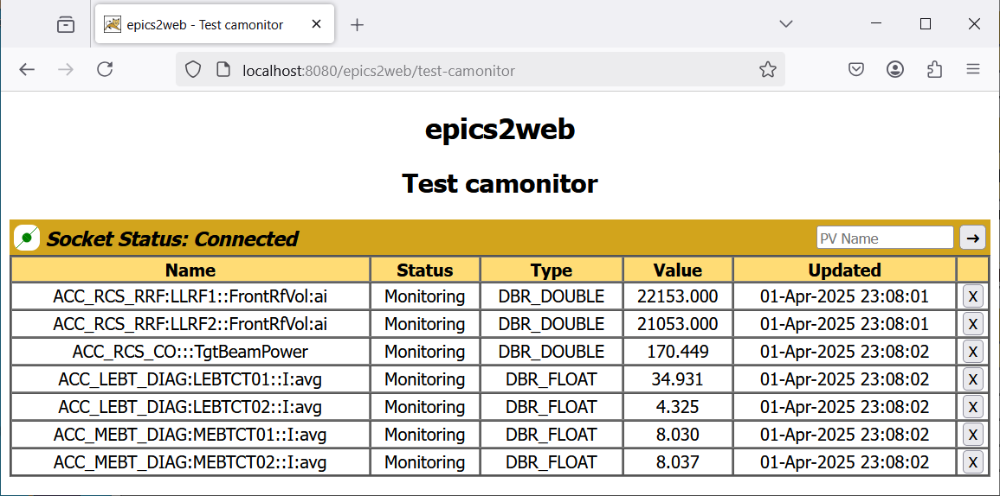 epics2web - Test camonitor
localhost:8080/epics2web/test-camonitor
epics2web
Test camonitor
Socket Status: Connected PV Name →
Name Status Type Value Updated
ACC_RCS_RRF:LLRF1::FrontRfVol:ai Monitoring DBR_DOUBLE 22153.000 01-Apr-2025 23:08:01 X
ACC_RCS_RRF:LLRF2::FrontRfVol:ai Monitoring DBR_DOUBLE 21053.000 01-Apr-2025 23:08:01 X
ACC_RCS_CO:::TgtBeamPower Monitoring DBR_DOUBLE 170.449 01-Apr-2025 23:08:02 X
ACC_LEBT_DIAG:LEBTCT01::I:avg Monitoring DBR_FLOAT 34.931 01-Apr-2025 23:08:02 X
ACC_LEBT_DIAG:LEBTCT02::I:avg Monitoring DBR_FLOAT 4.325 01-Apr-2025 23:08:02 X
ACC_MEBT_DIAG:MEBTCT01::I:avg Monitoring DBR_FLOAT 8.030 01-Apr-2025 23:08:02 X
ACC_MEBT_DIAG:MEBTCT02::I:avg Monitoring DBR_FLOAT 8.037 01-Apr-2025 23:08:02 X